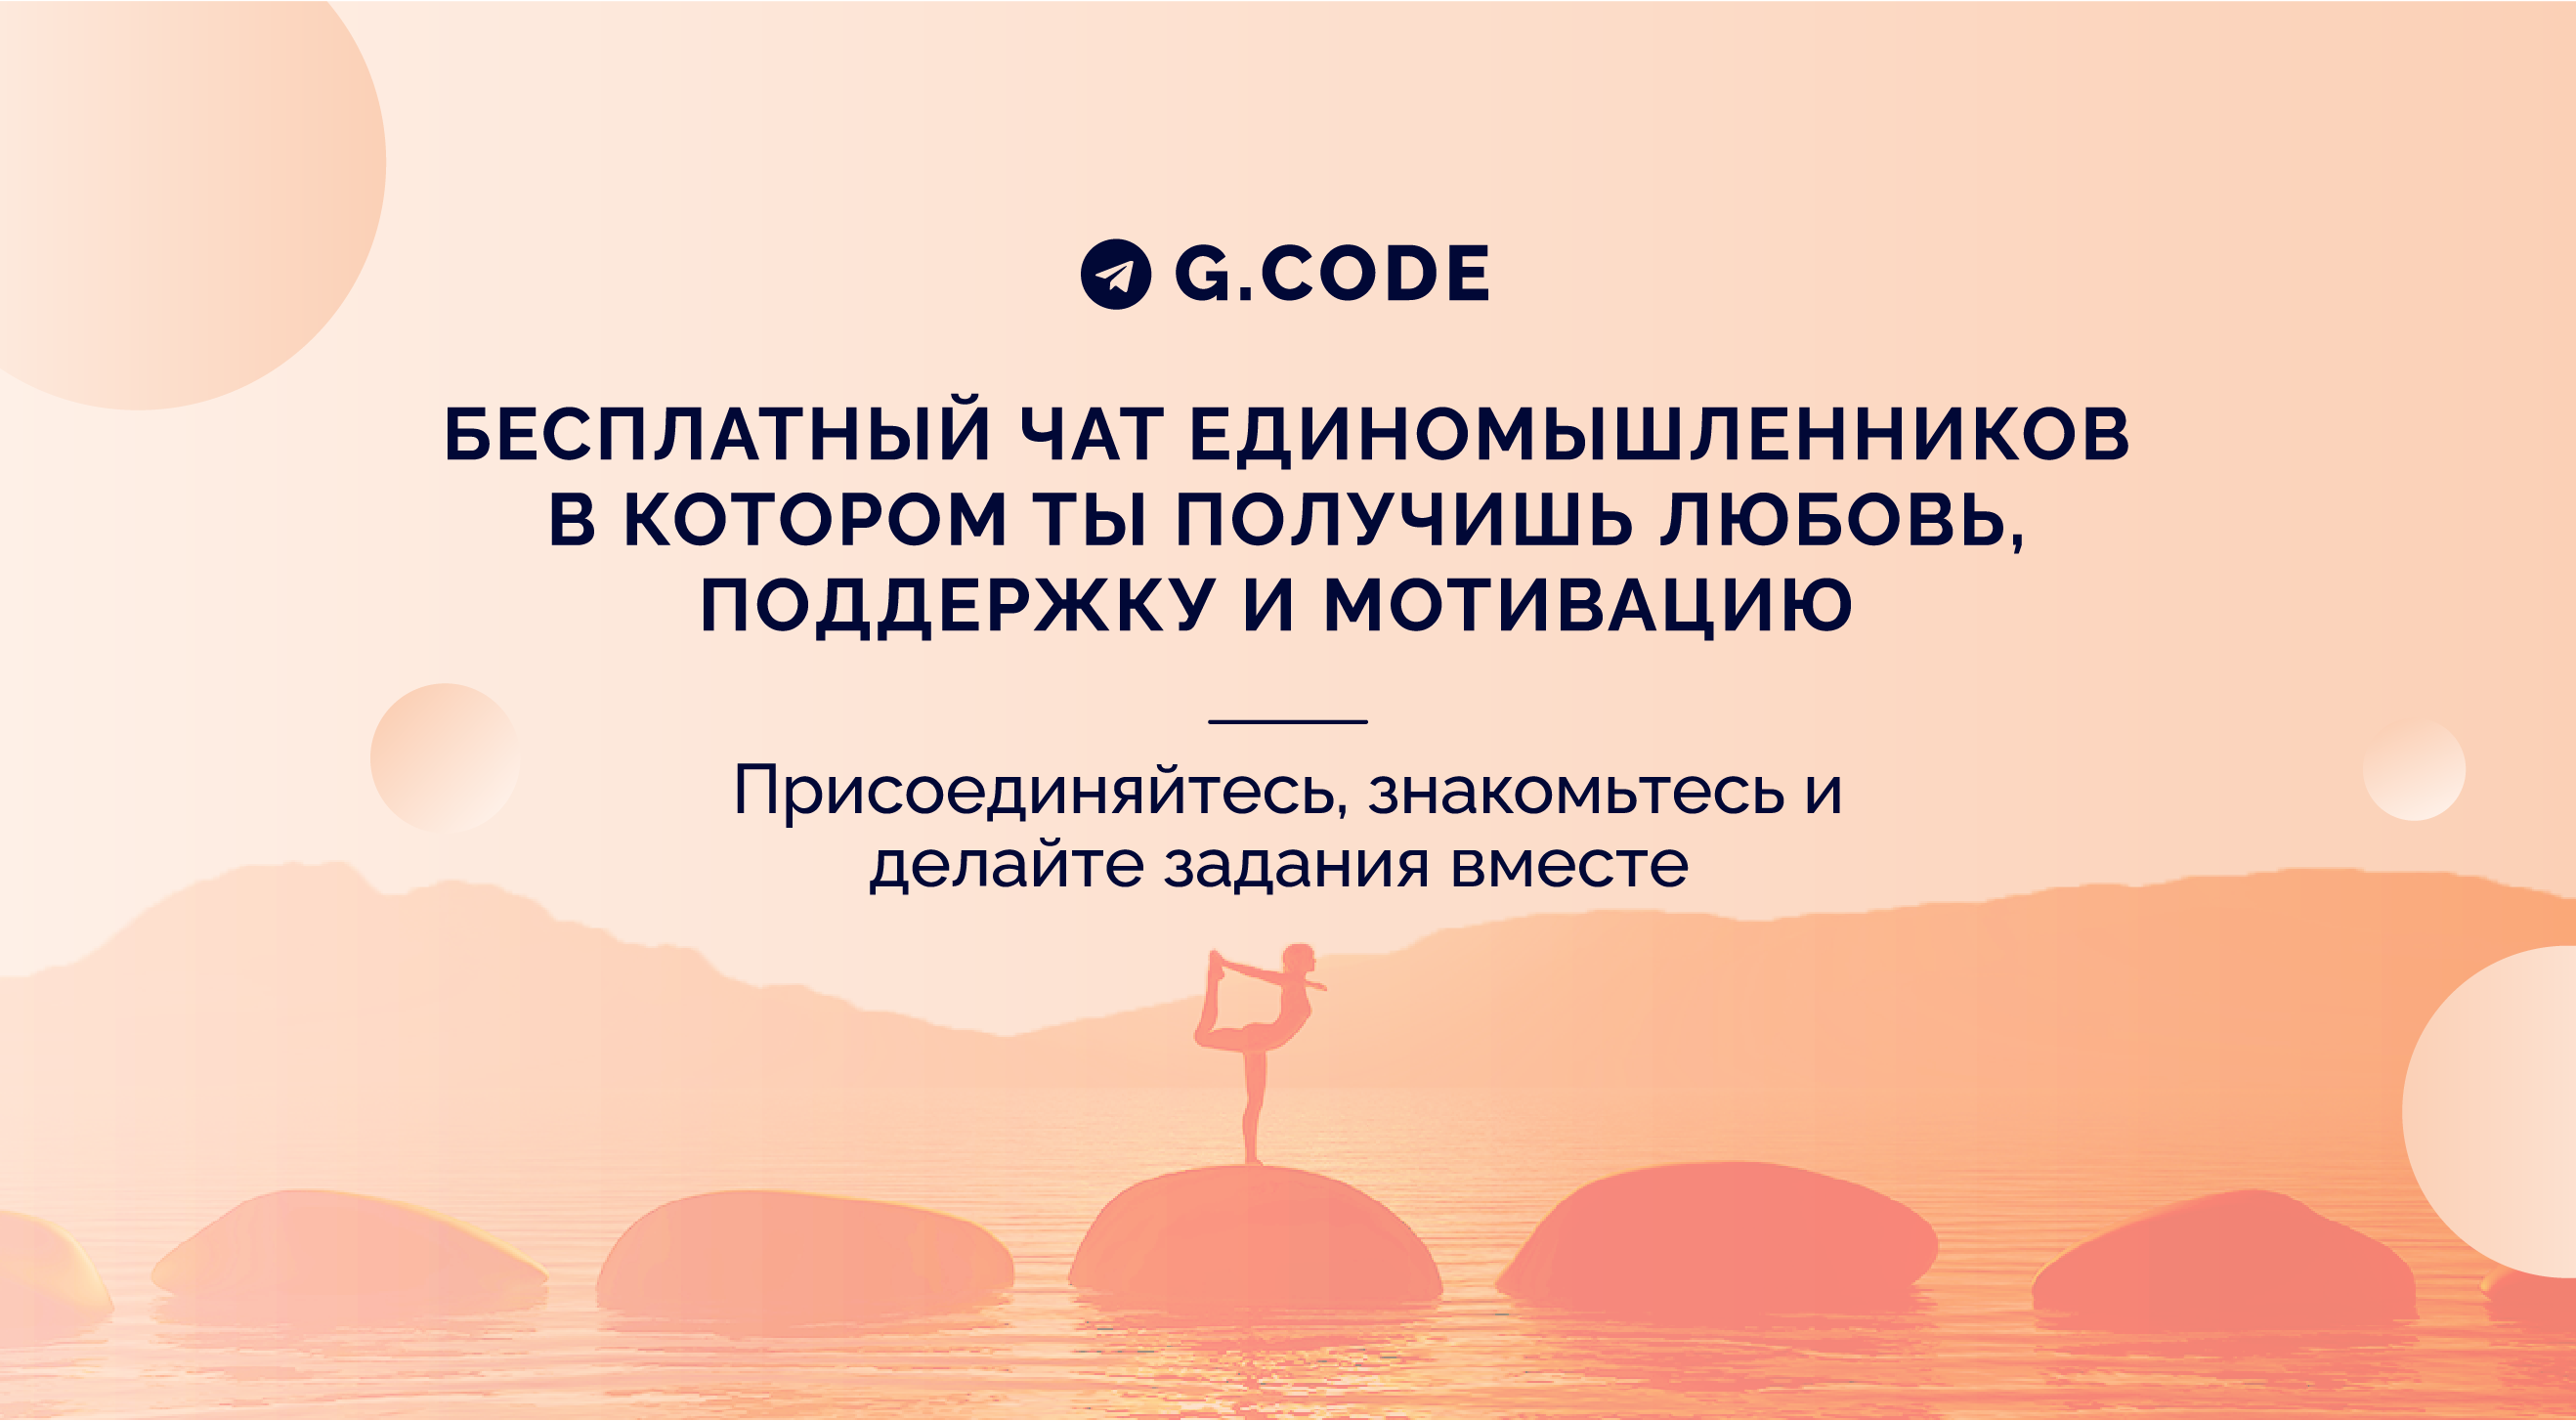 G.CODE
БЕСПЛАТНЫЙ ЧАТ ЕДИНОМЫШЛЕННИКОВ
В КОТОРОМ ТЫ ПОЛУЧИШЬ ЛЮБОВЬ,
ПОДДЕРЖКУ И МОТИВАЦИЮ
Присоединяйтесь, знакомьтесь и
делайте задания вместе